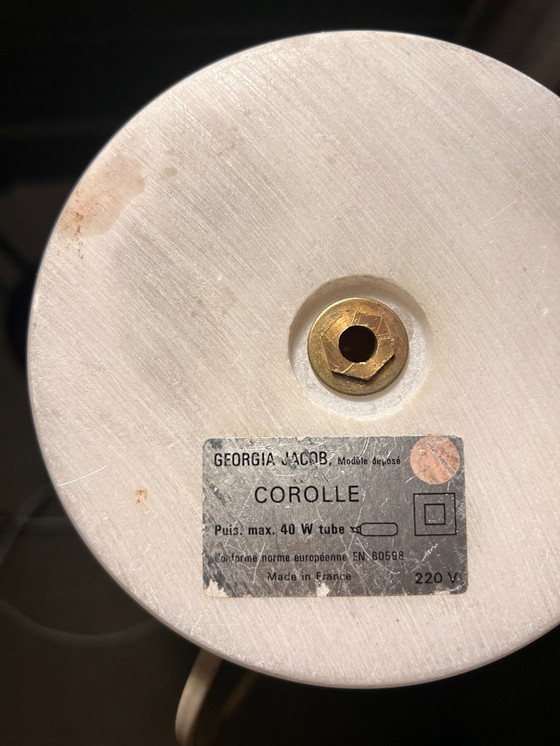 GEORGIA JACOB, Modèle déposé
COROLLE
Puis. max. 40 W tube
Conforme norme européenne EN 60598
Made in France
220 V